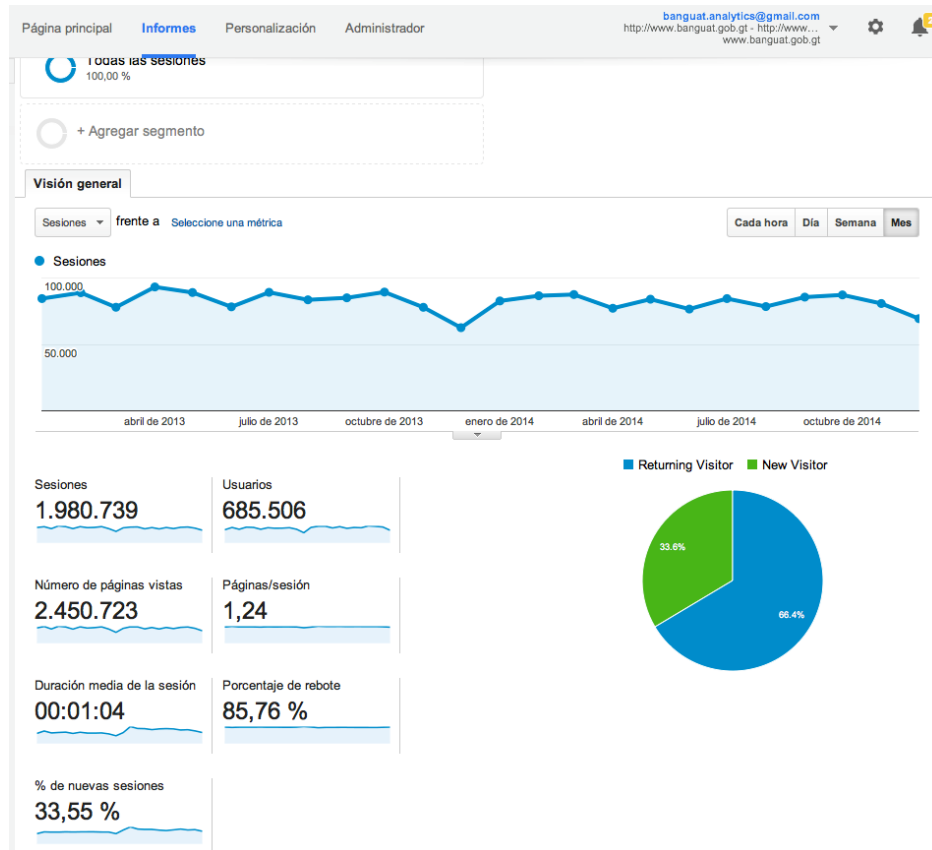 Página principal Informes Personalización Administrador
banguat.analytics@gmail.com
http://www.banguat.gob.gt - http://www...
www.banguat.gob.gt
2
Todas las sesiones
100,00 %
+ Agregar segmento
Visión general
Sesiones frente a Seleccione una métrica
Cada hora Día Semana Mes
Sesiones
100.000
50.000
abril de 2013 julio de 2013 octubre de 2013 enero de 2014 abril de 2014 julio de 2014 octubre de 2014
Returning Visitor New Visitor
Sesiones Usuarios
1.980.739 685.506
33.6%
66.4%
Número de páginas vistas Páginas/sesión
2.450.723 1,24
Duración media de la sesión Porcentaje de rebote
00:01:04 85,76 %
% de nuevas sesiones
33,55 %